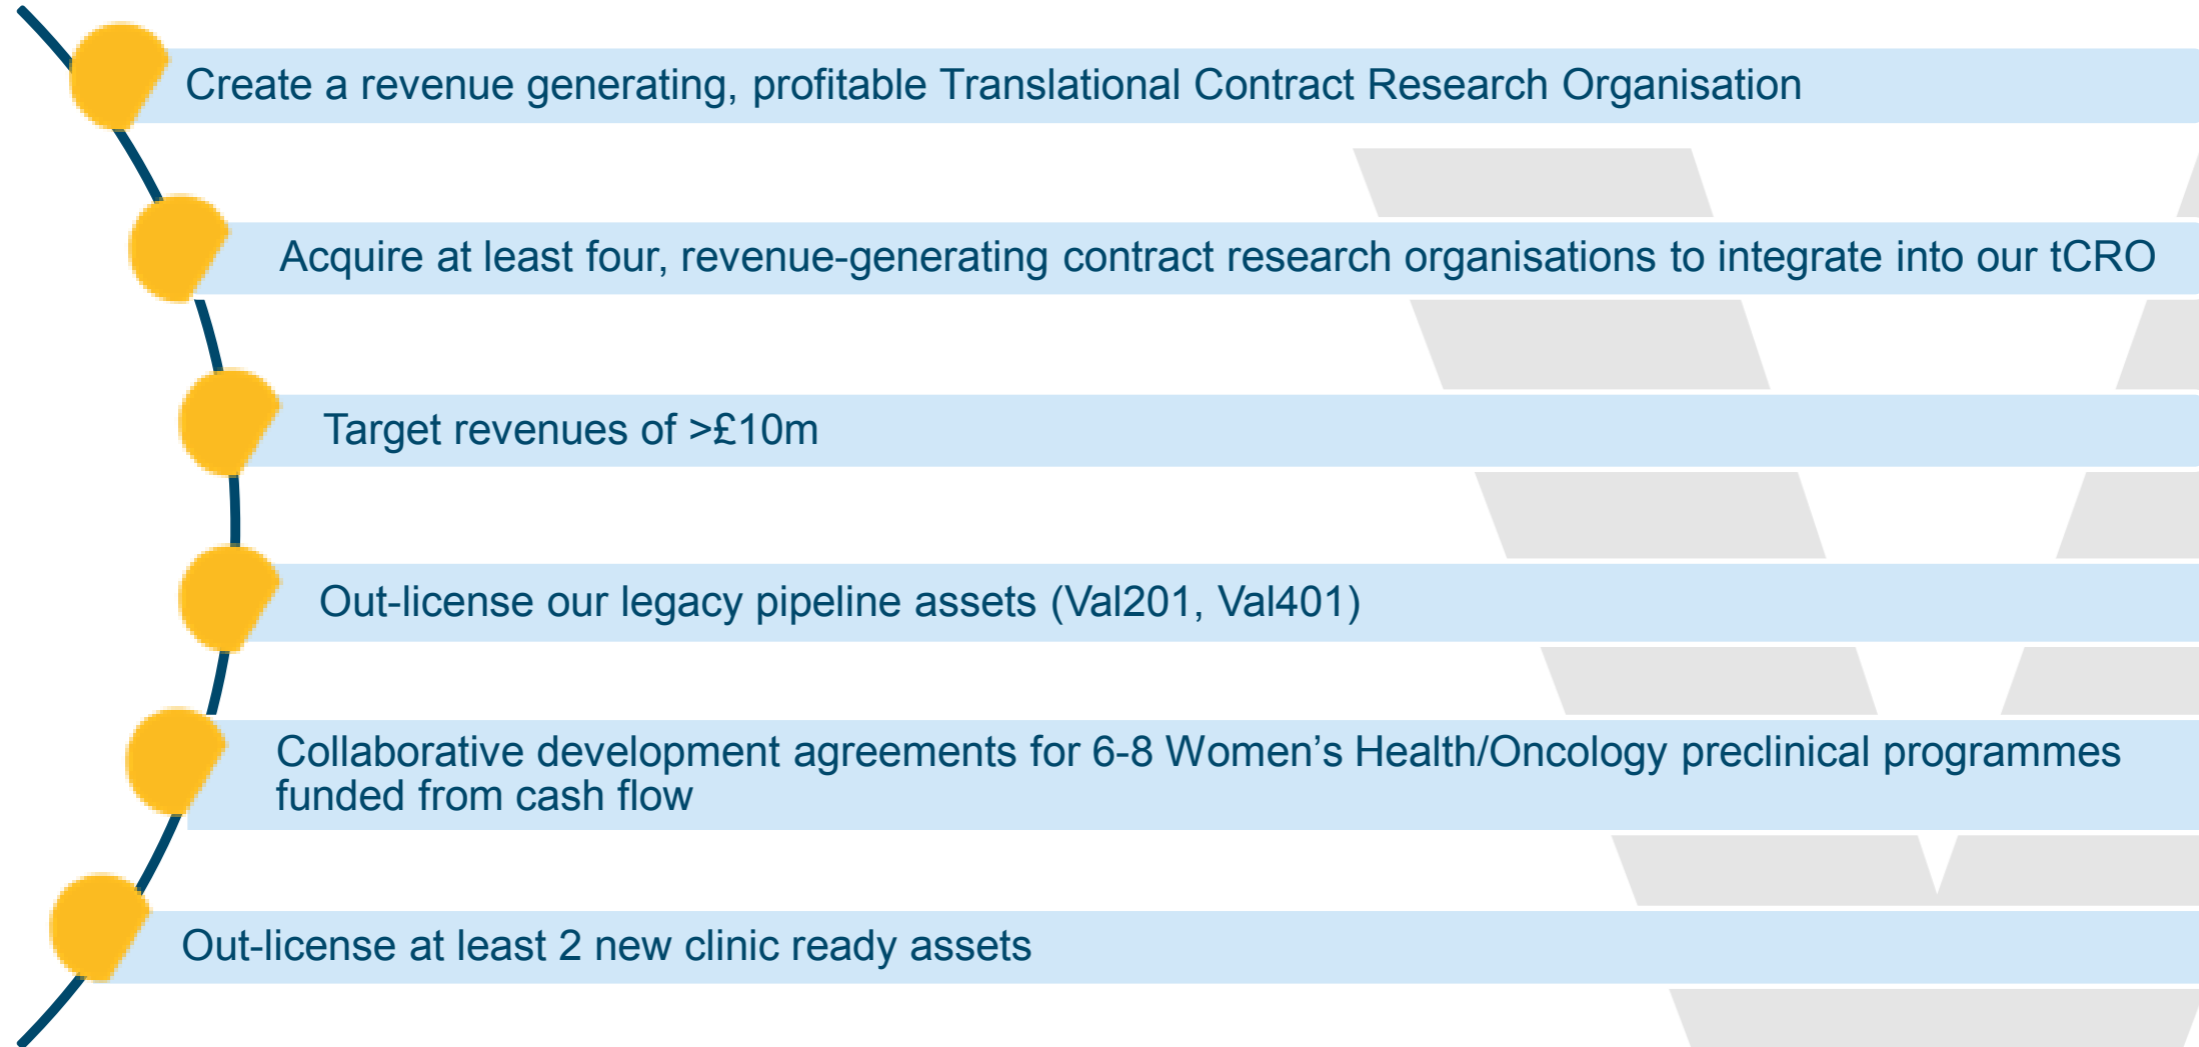 Create a revenue generating, profitable Translational Contract Research Organisation
Acquire at least four, revenue-generating contract research organisations to integrate into our tCRO
Target revenues of >£10m
Out-license our legacy pipeline assets (Val201, Val401)
Collaborative development agreements for 6-8 Women’s Health/Oncology preclinical programmes
funded from cash flow
Out-license at least 2 new clinic ready assets